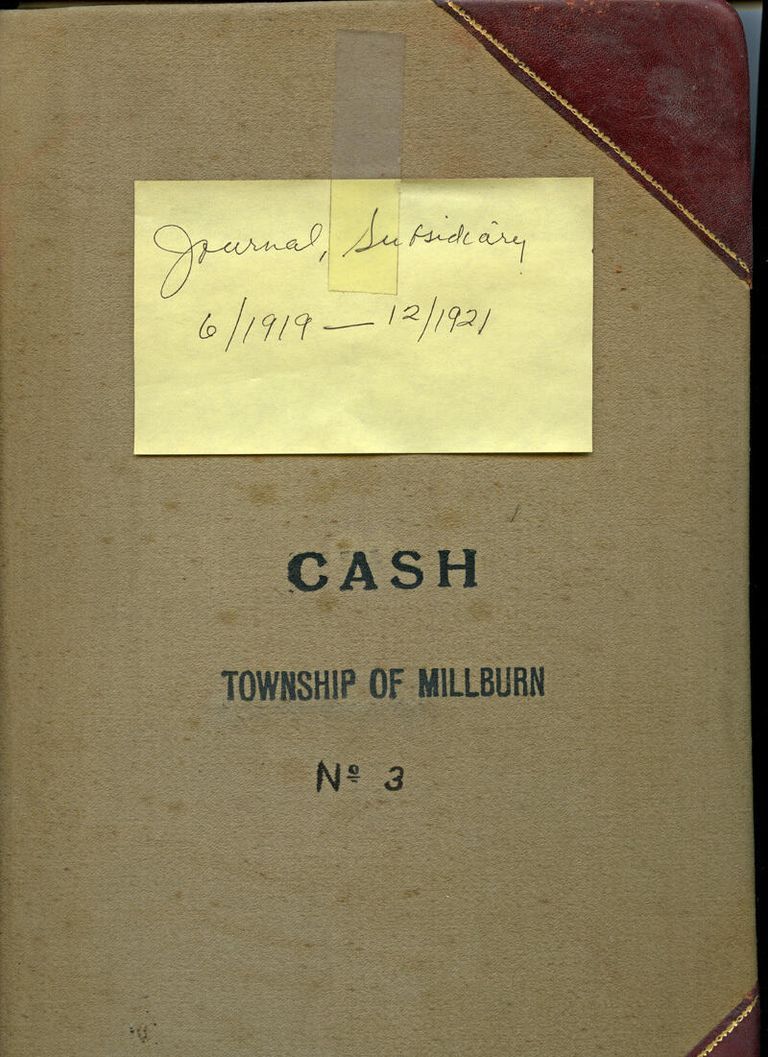 Journal, Subsidiary
6/1919 — 12/1921
CASH
TOWNSHIP OF MILLBURN
Nº 3